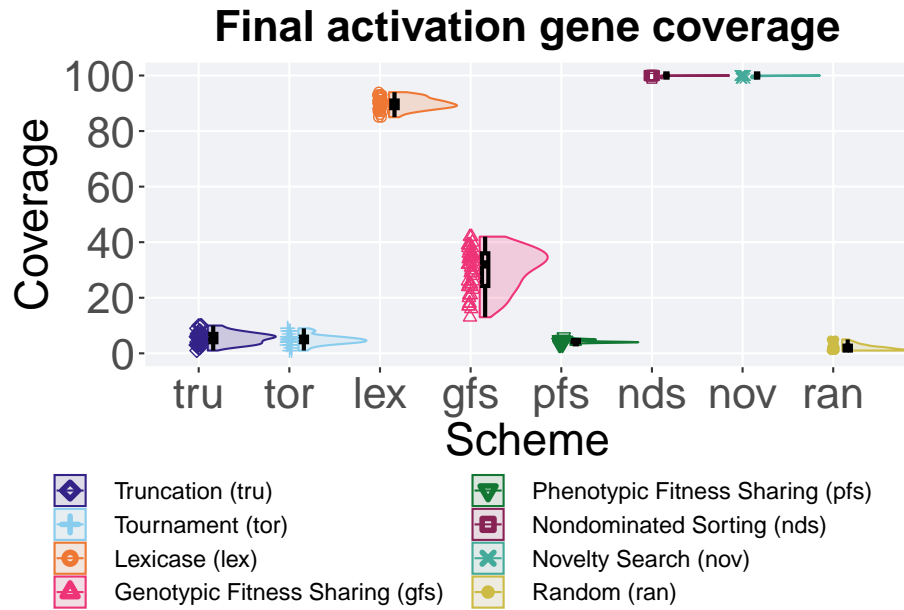 Final activation gene coverage
Coverage
100
80
60
40
20
0
tru tor lex gfs pfs nds nov ran
Scheme
Truncation (tru)
Tournament (tor)
Lexicase (lex)
Genotypic Fitness Sharing (gfs)
Phenotypic Fitness Sharing (pfs)
Nondominated Sorting (nds)
Novelty Search (nov)
Random (ran)